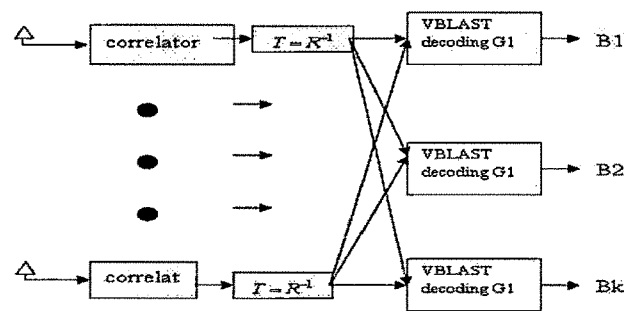 correlator
T = R⁻¹
VBLAST
decoding G1
B1
VBLAST
decoding G1
B2
correlat
T = R⁻¹
VBLAST
decoding G1
Bk